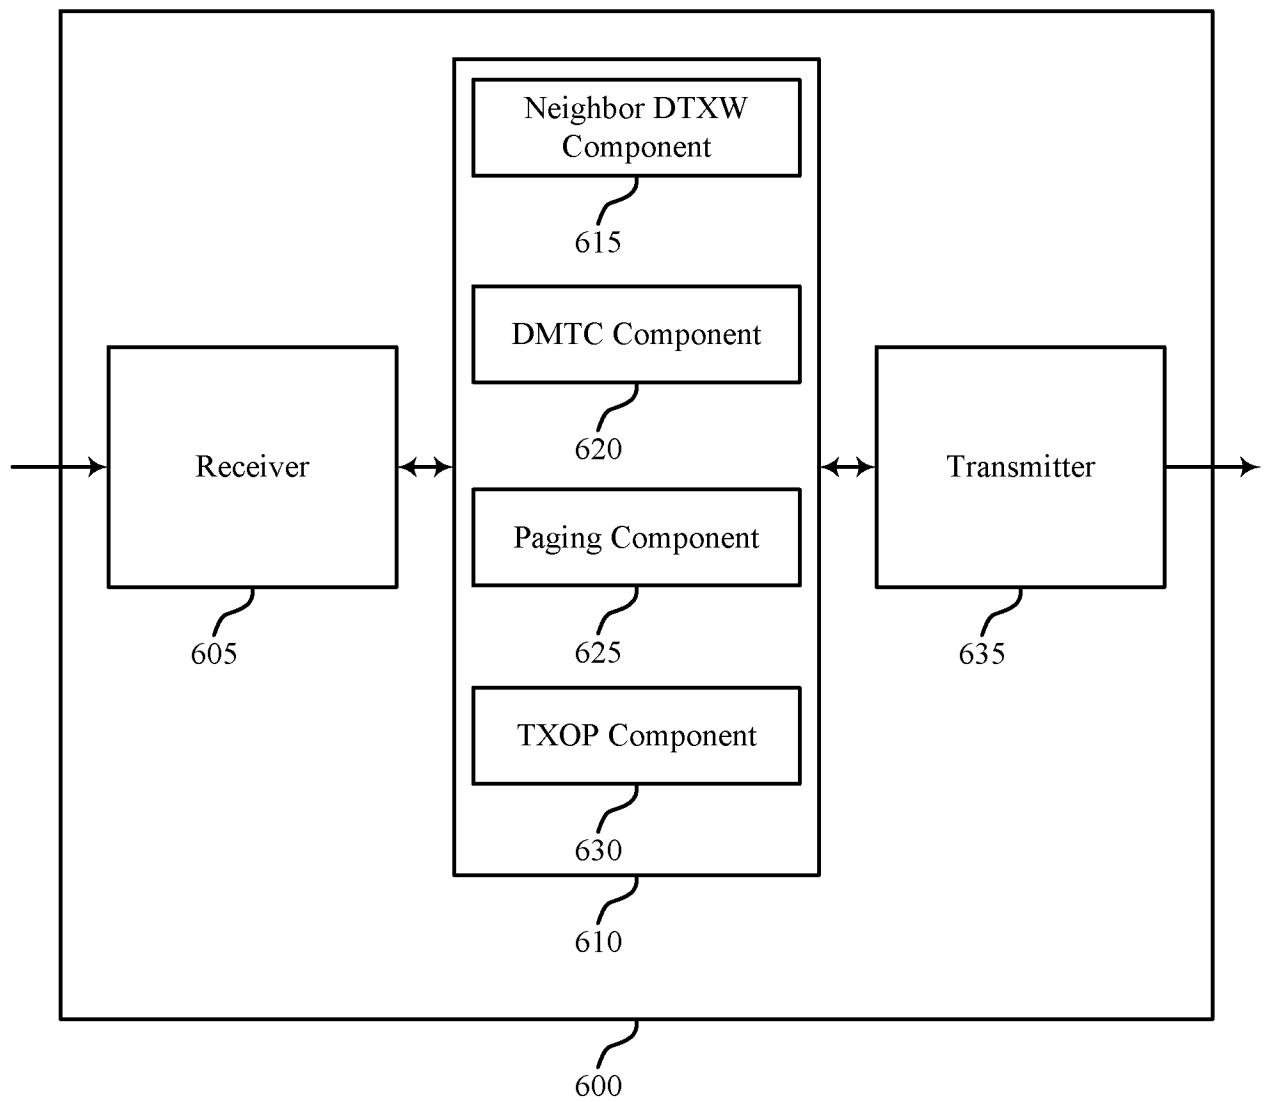 Neighbor DTXW
Component
615
DMTC Component
620
Receiver
605
Paging Component
625
Transmitter
635
TXOP Component
630
610
600